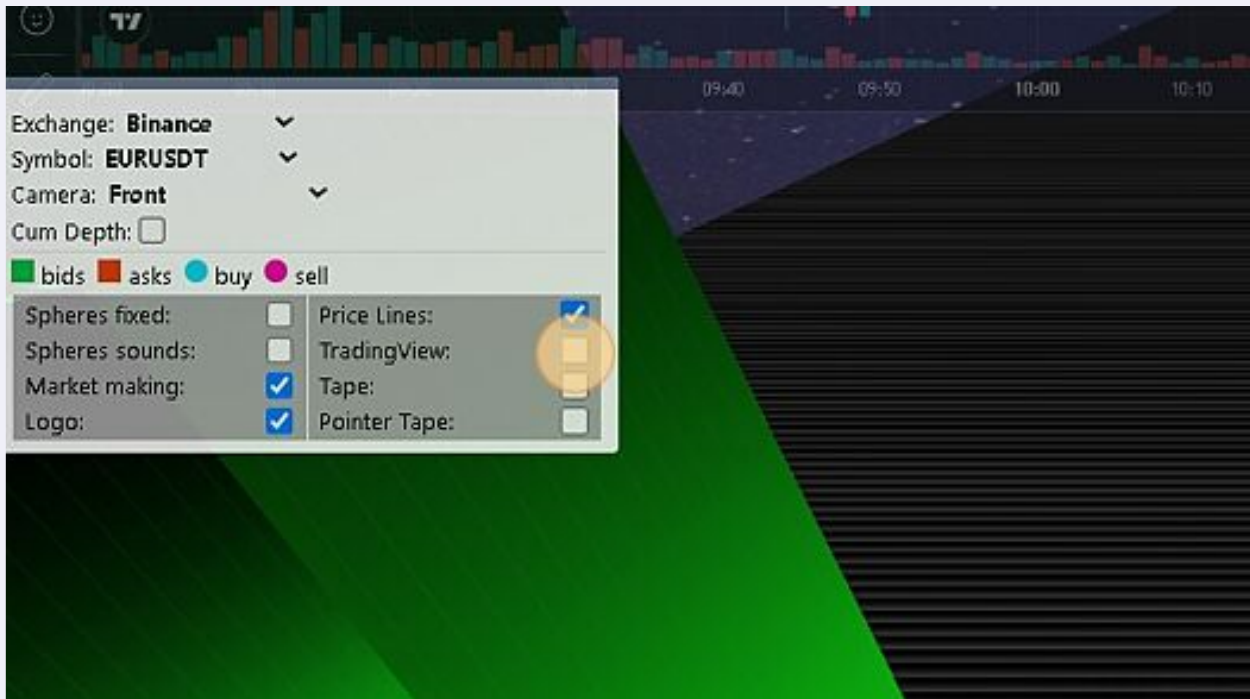 09:40 09:50 10:00 10:10
Exchange: Binance
Symbol: EURUSDT
Camera: Front
Cum Depth:
bids asks buy sell
Spheres fixed: Price Lines:
Spheres sounds: TradingView:
Market making: Tape:
Logo: Pointer Tape: